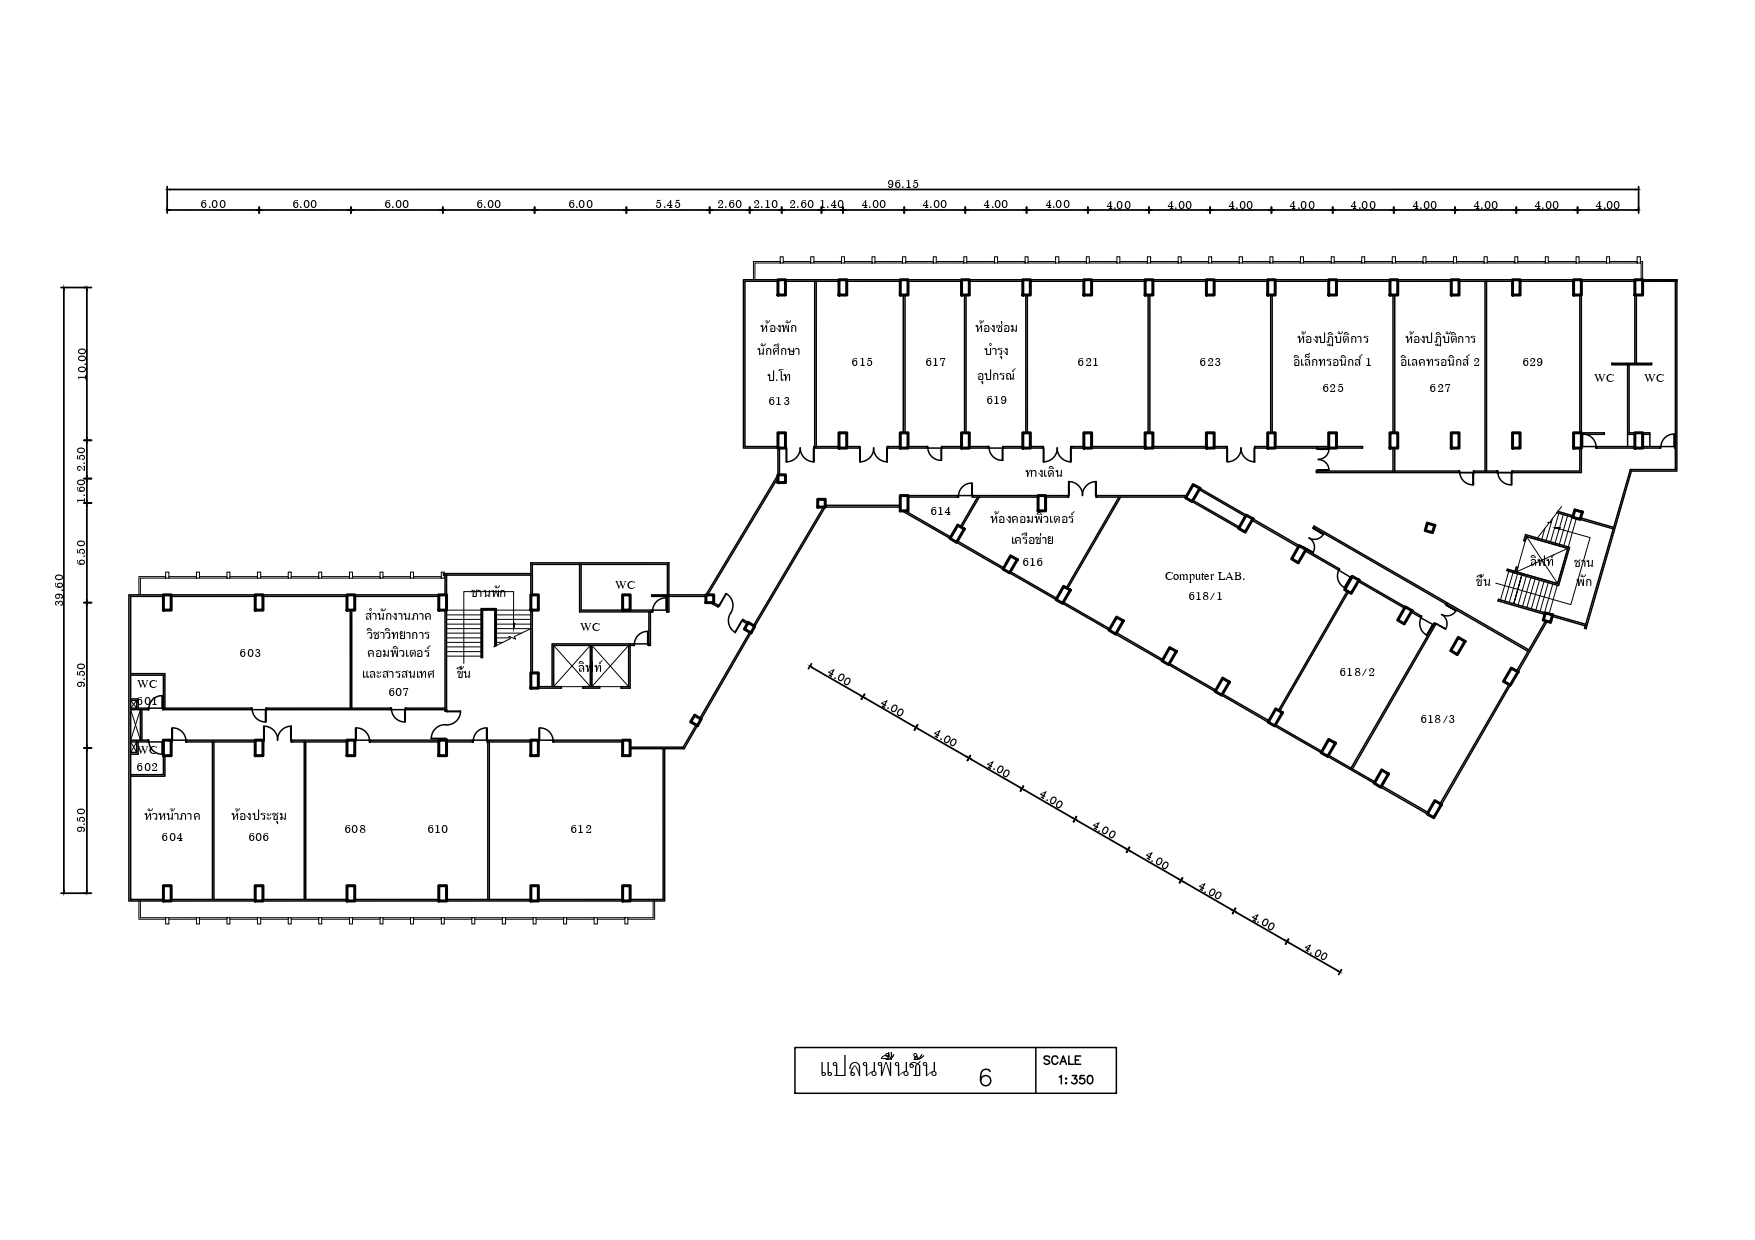 96.15
6.00 6.00 6.00 6.00 6.00 5.45 2.60 2.10 2.60 1.40 4.00 4.00 4.00 4.00 4.00 4.00 4.00 4.00 4.00 4.00 4.00 4.00 4.00
39.60
10.00
2.50
1.60
6.50
9.50
9.50
ห้องพัก
นักศึกษา
ป.โท
613
615
617
ห้องซ่อม
บำรุง
อุปกรณ์
619
621
623
ห้องปฏิบัติการ
อิเล็กทรอนิกส์ 1
625
ห้องปฏิบัติการ
อิเลคทรอนิกส์ 2
627
629
WC
WC
ทางเดิน
614
ห้องคอมพิวเตอร์
เครือข่าย
616
Computer LAB.
618/1
618/2
618/3
ลิฟท์
ชาน
พัก
ขึ้น
WC
WC
ลิฟท์
ชานพัก
ขึ้น
603
สำนักงานภาค
วิชาวิทยาการ
คอมพิวเตอร์
และสารสนเทศ
607
WC
601
WC
602
หัวหน้าภาค
604
ห้องประชุม
606
608
610
612
4.00
4.00
4.00
4.00
4.00
4.00
4.00
4.00
4.00
4.00
แปลนพื้นชั้น 6
SCALE
1:350